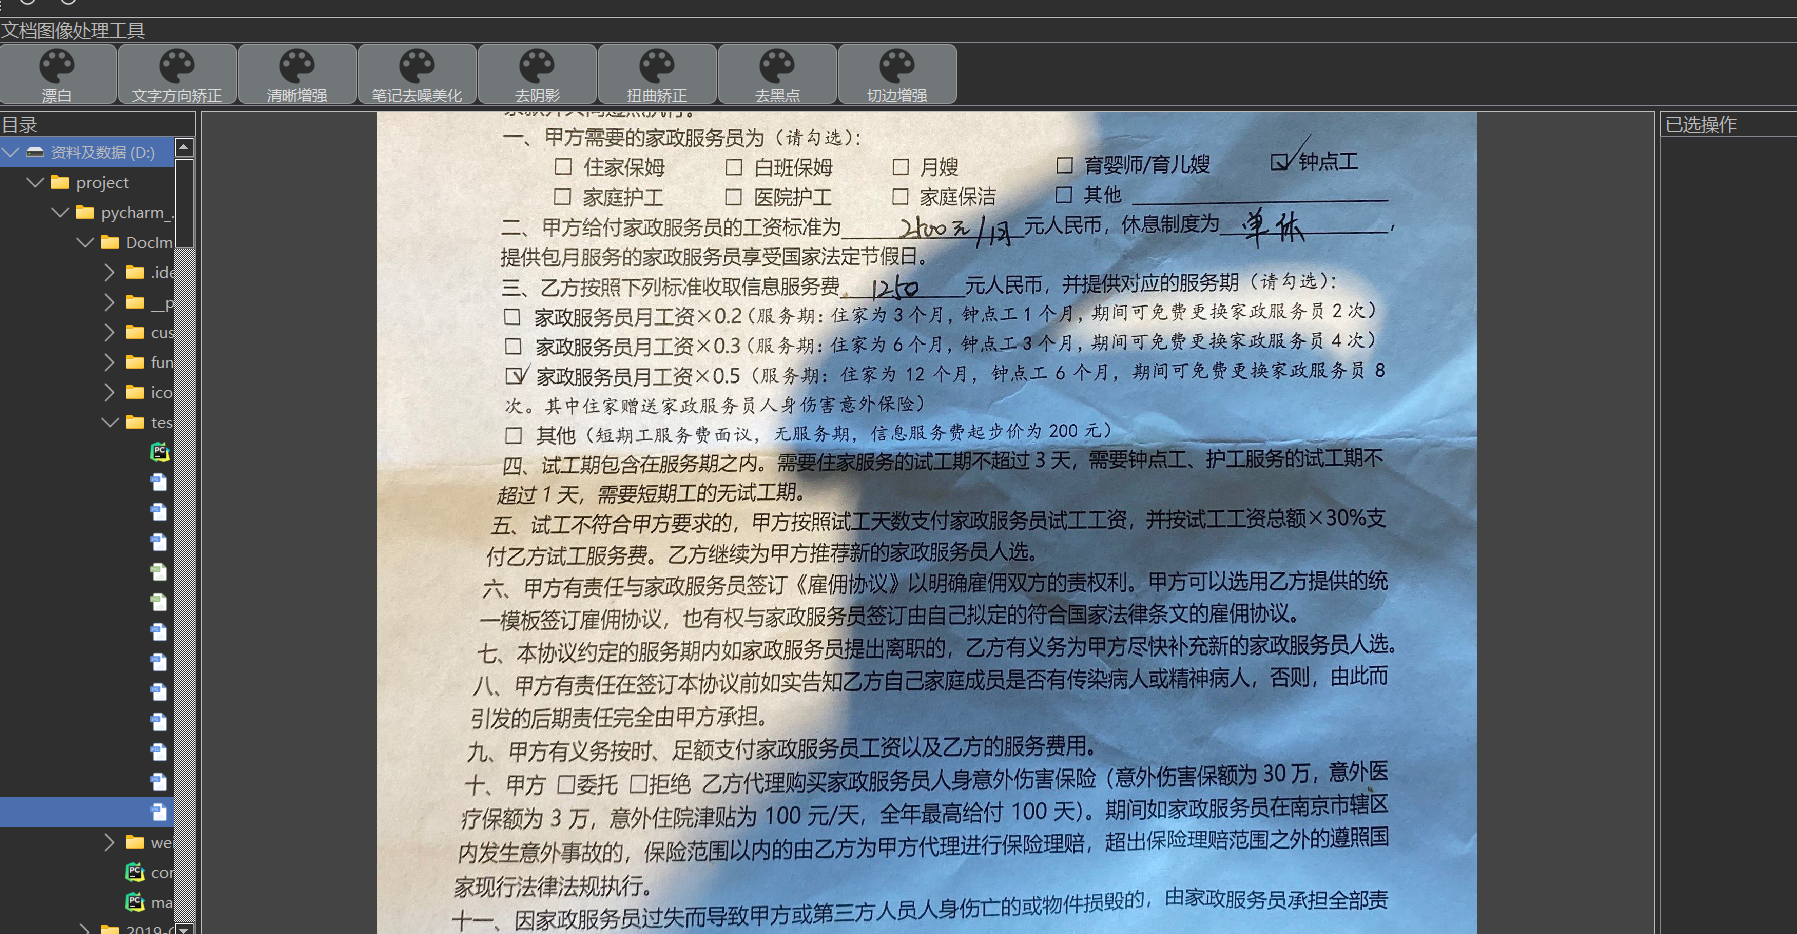 文档图像处理工具
漂白 文字方向矫正 清晰增强 笔记去噪美化 去阴影 扭曲矫正 去黑点 切边增强
目录
资料及数据 (D:)
project
pycharm_
DocIm
.ide
__p
cus
fun
ico
tes
we
cor
ma
2019-
一、甲方需要的家政服务员为（请勾选）：
□ 住家保姆 □ 白班保姆 □ 月嫂 □ 育婴师/育儿嫂 ☑ 钟点工
□ 家庭护工 □ 医院护工 □ 家庭保洁 □ 其他
二、甲方给付家政服务员的工资标准为 2500元/月 元人民币，休息制度为 单休 ，
提供包月服务的家政服务员享受国家法定节假日。
三、乙方按照下列标准收取信息服务费 1250 元人民币，并提供对应的服务期（请勾选）：
□ 家政服务员月工资×0.2（服务期：住家为 3 个月，钟点工 1 个月，期间可免费更换家政服务员 2 次）
□ 家政服务员月工资×0.3（服务期：住家为 6 个月，钟点工 3 个月，期间可免费更换家政服务员 4 次）
☑ 家政服务员月工资×0.5（服务期：住家为 12 个月，钟点工 6 个月，期间可免费更换家政服务员 8
次。其中住家赠送家政服务员人身伤害意外保险）
□ 其他（短期工服务费面议，无服务期，信息服务费起步价为 200 元）
四、试工期包含在服务期之内。需要住家服务的试工期不超过 3 天，需要钟点工、护工服务的试工期不
超过 1 天，需要短期工的无试工期。
五、试工不符合甲方要求的，甲方按照试工天数支付家政服务员试工工资，并按试工工资总额×30%支
付乙方试工服务费。乙方继续为甲方推荐新的家政服务员人选。
六、甲方有责任与家政服务员签订《雇佣协议》以明确雇佣双方的责权利。甲方可以选用乙方提供的统
一模板签订雇佣协议，也有权与家政服务员签订由自己拟定的符合国家法律条文的雇佣协议。
七、本协议约定的服务期内如家政服务员提出离职的，乙方有义务为甲方尽快补充新的家政服务员人选。
八、甲方有责任在签订本协议前如实告知乙方自己家庭成员是否有传染病人或精神病人，否则，由此而
引发的后期责任完全由甲方承担。
九、甲方有义务按时、足额支付家政服务员工资以及乙方的服务费用。
十、甲方 □委托 □拒绝 乙方代理购买家政服务员人身意外伤害保险（意外伤害保额为 30 万，意外医
疗保额为 3 万，意外住院津贴为 100 元/天，全年最高给付 100 天）。期间如家政服务员在南京市辖区
内发生意外事故的，保险范围以内的由乙方为甲方代理进行保险理赔，超出保险理赔范围之外的遵照国
家现行法律法规执行。
十一、因家政服务员过失而导致甲方或第三方人员人身伤亡的或物件损毁的，由家政服务员承担全部责
已选操作